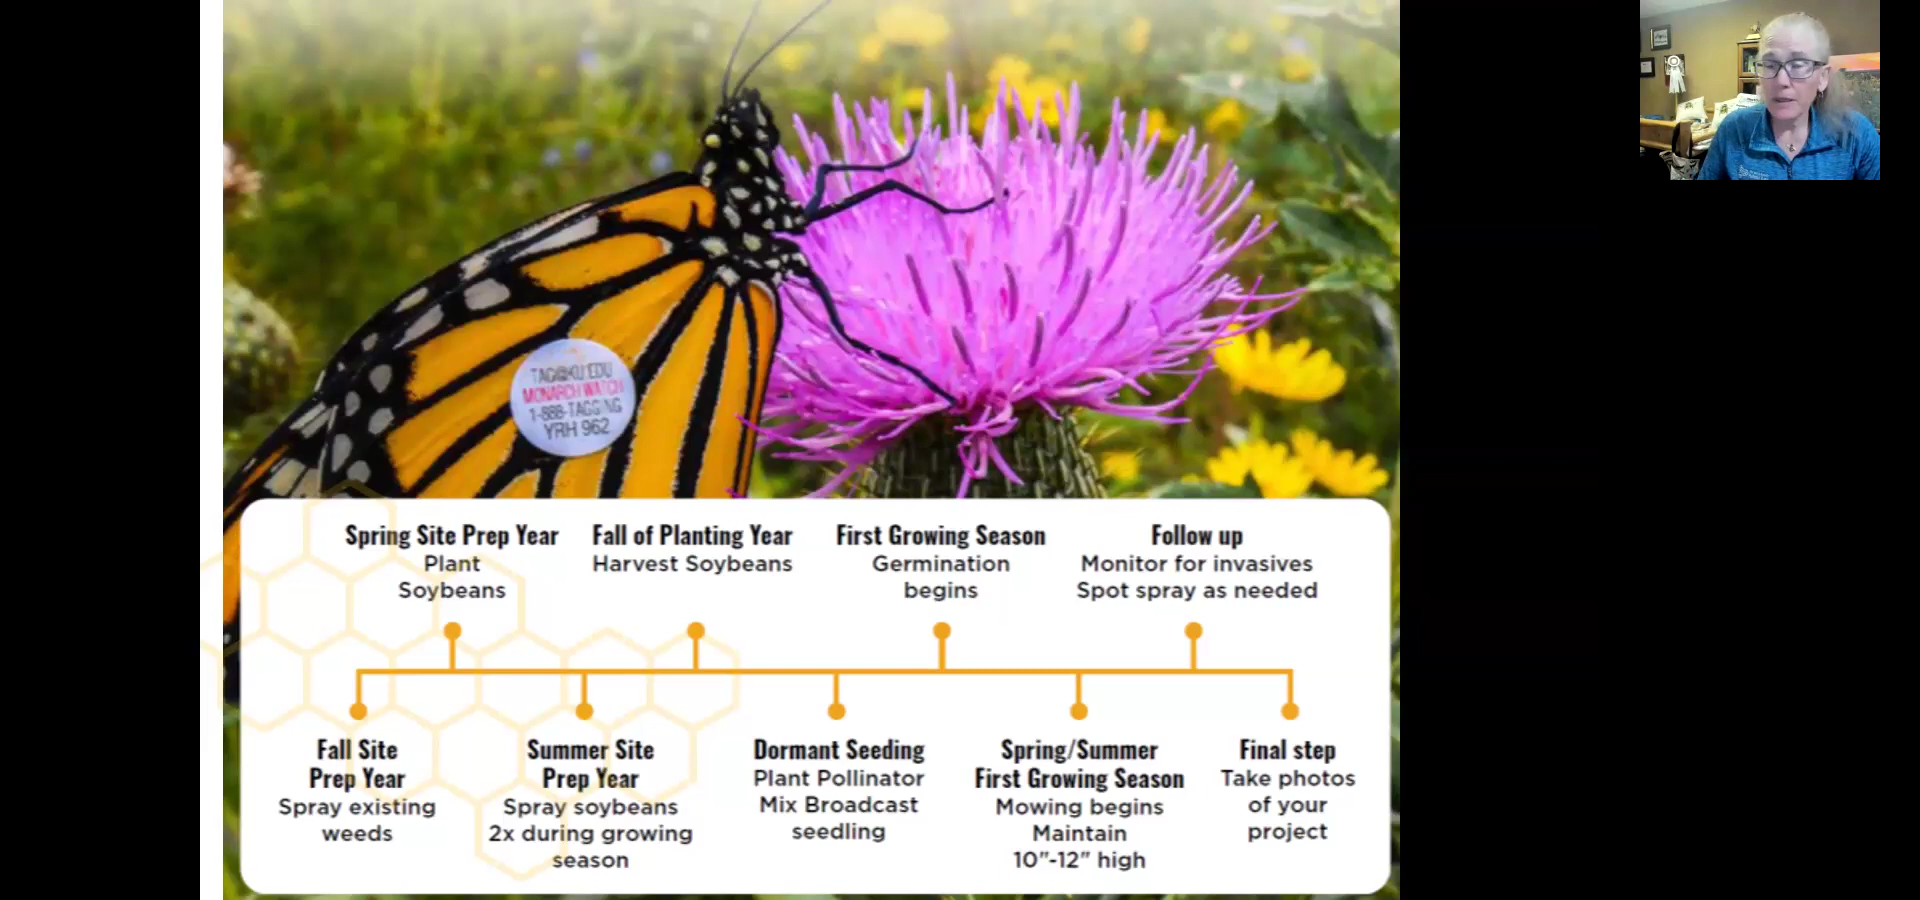 TAG@KU.EDU
MONARCH WATCH
1-888-TAGGING
YRH 962
Spring Site Prep Year
Plant
Soybeans
Fall of Planting Year
Harvest Soybeans
First Growing Season
Germination
begins
Follow up
Monitor for invasives
Spot spray as needed
Fall Site
Prep Year
Spray existing
weeds
Summer Site
Prep Year
Spray soybeans
2x during growing
season
Dormant Seeding
Plant Pollinator
Mix Broadcast
seedling
Spring/Summer
First Growing Season
Mowing begins
Maintain
10"-12" high
Final step
Take photos
of your
project